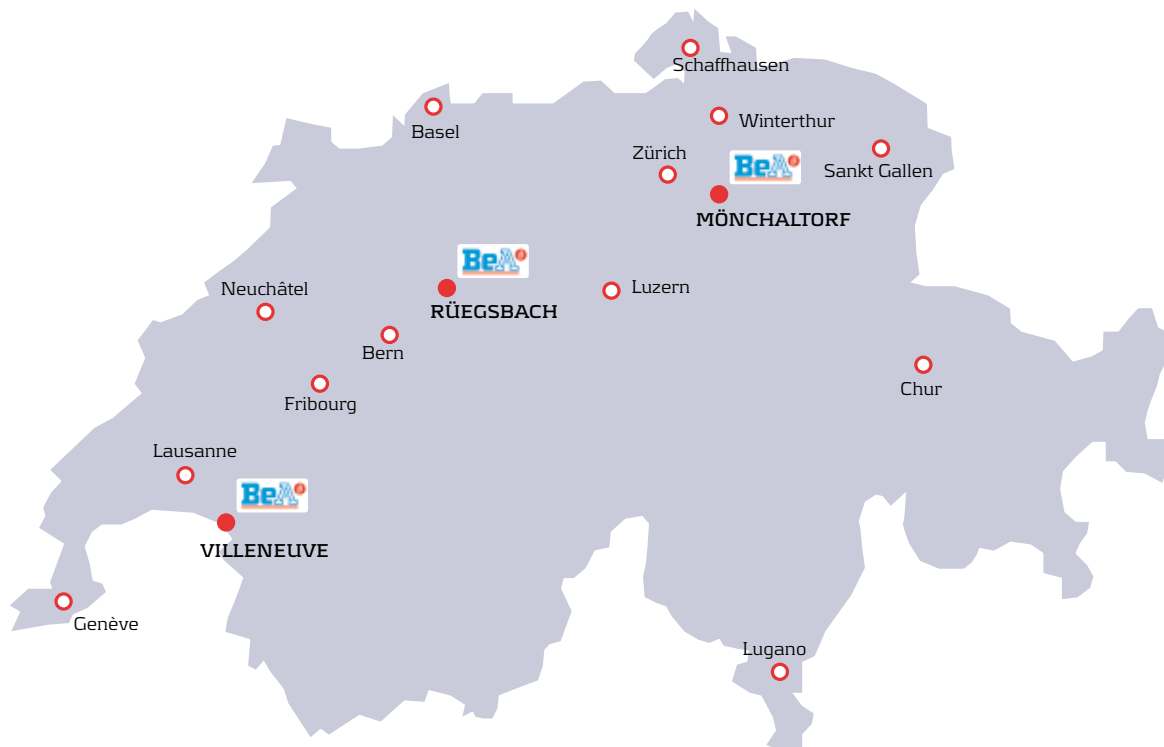 Schaffhausen
Basel
Winterthur
Zürich
BeA
Sankt Gallen
MÖNCHALTORF
BeA
Neuchâtel
Luzern
RÜEGSBACH
Bern
Chur
Fribourg
Lausanne
BeA
VILLENEUVE
Genève
Lugano